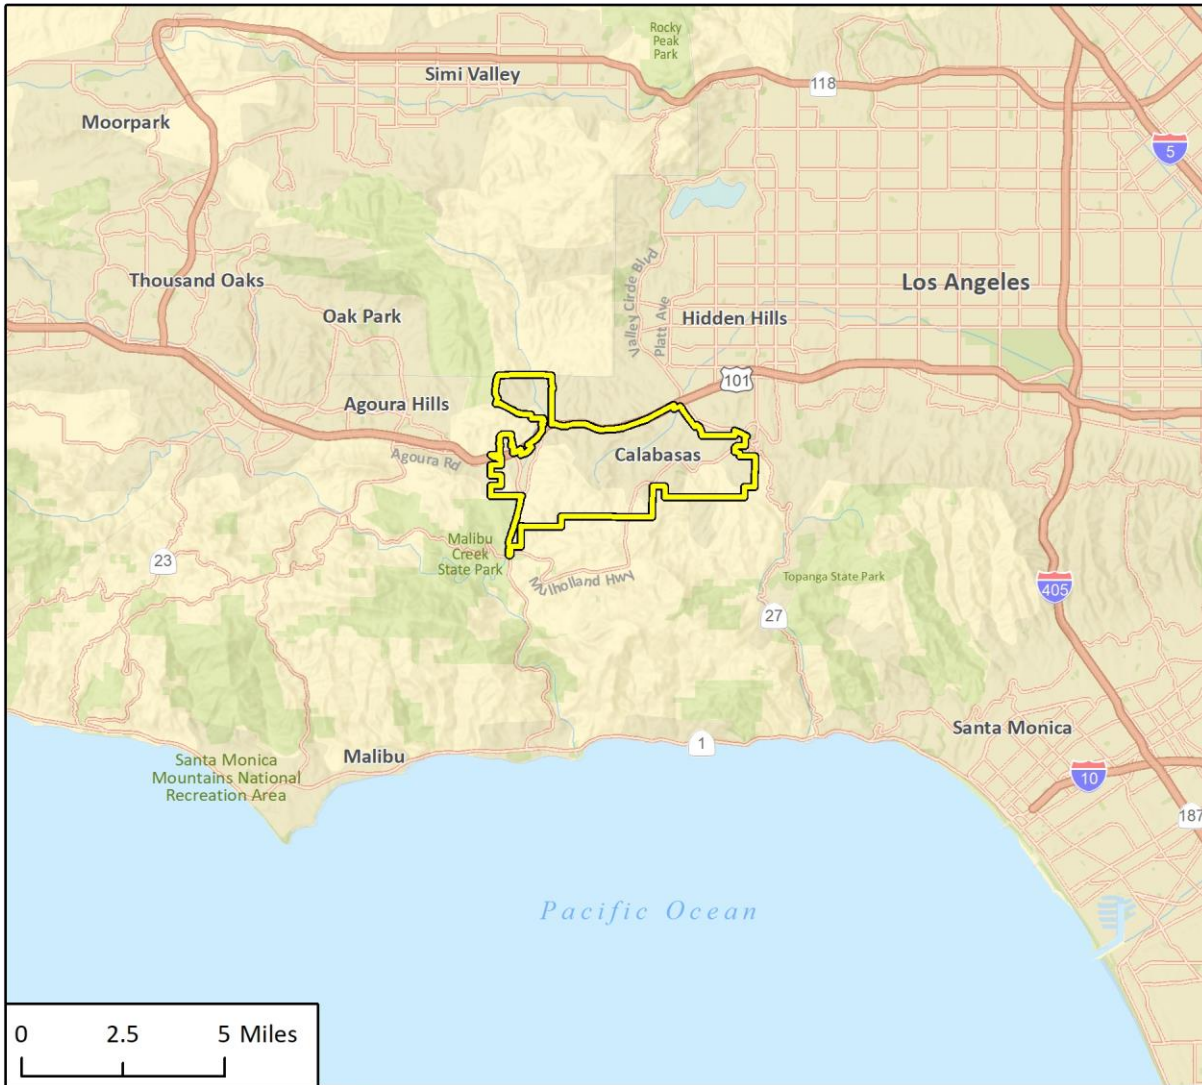 Rocky
Peak
Park
Simi Valley
118
Moorpark
5
Valley Circle Blvd
Thousand Oaks
Los Angeles
Platt Ave
Oak Park
Hidden Hills
101
Agoura Hills
Agoura Rd
Calabasas
Malibu
Creek
State Park
23
Mulholland Hwy
Topanga State Park
405
27
Santa Monica
1
Malibu
Santa Monica
Mountains National
Recreation Area
10
187
Pacific Ocean
0 2.5 5 Miles